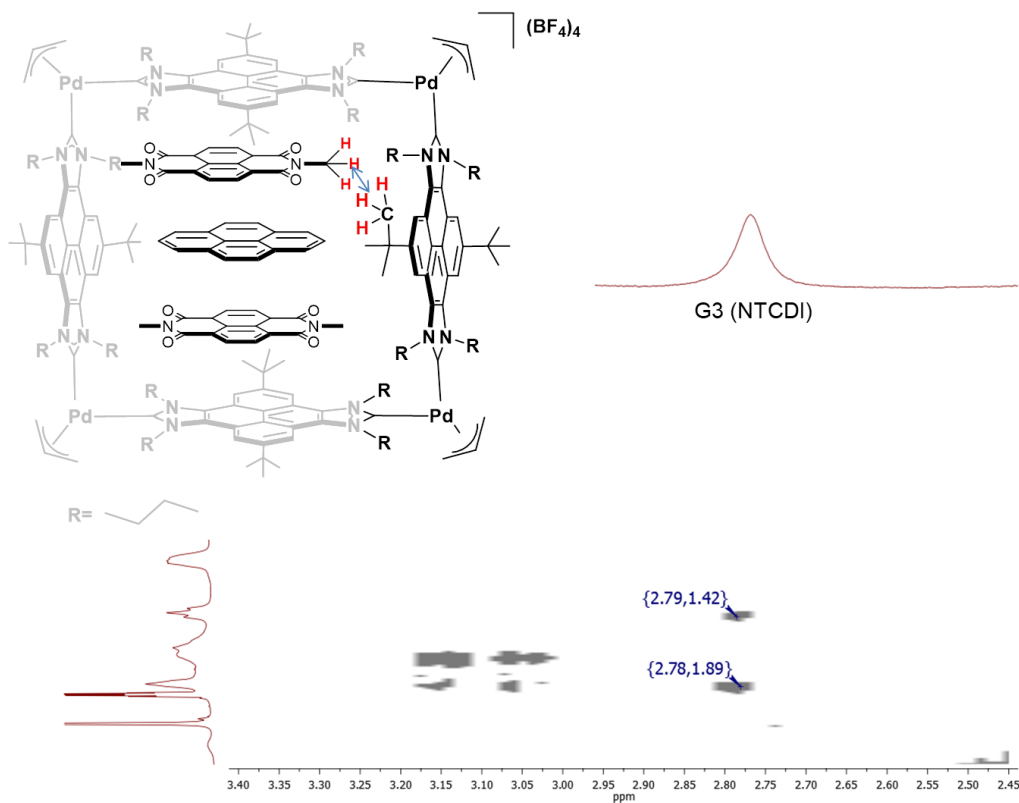 (BF4)4
R R
Pd N N N N Pd
R R
R N N R O O H R N N R
N N H
O O H H H
H C
H
O O
N N
O O
R N N R R N N R
R R
Pd N N N N Pd
R R
G3 (NTCDI)
R=
{2.79,1.42}
{2.78,1.89}
3.40 3.35 3.30 3.25 3.20 3.15 3.10 3.05 3.00 2.95 2.90 2.85 2.80 2.75 2.70 2.65 2.60 2.55 2.50 2.45
ppm